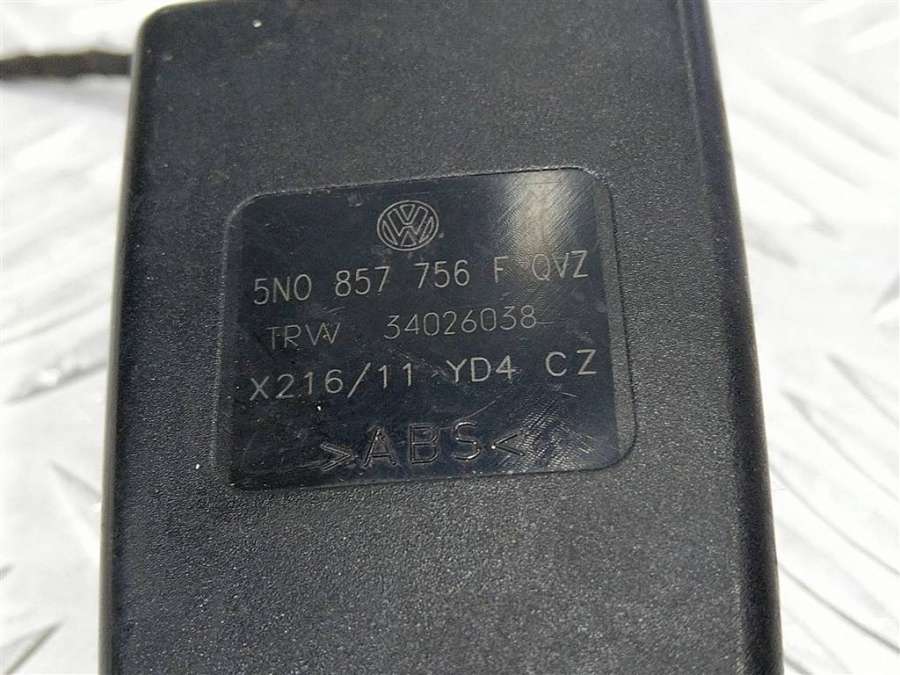 5N0 857 756 F QVZ
TRW 34026038
X216/11 YD4 CZ
>ABS<